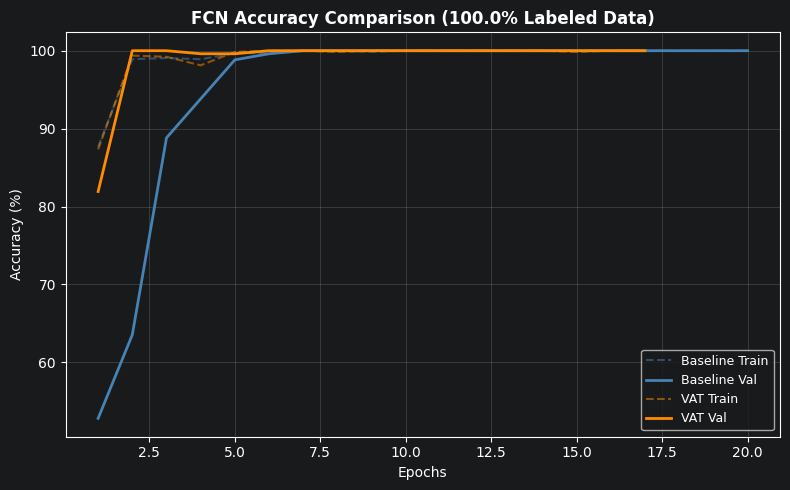 FCN Accuracy Comparison (100.0% Labeled Data)
Accuracy (%)
100
90
80
70
60
2.5 5.0 7.5 10.0 12.5 15.0 17.5 20.0
Epochs
Baseline Train
Baseline Val
VAT Train
VAT Val